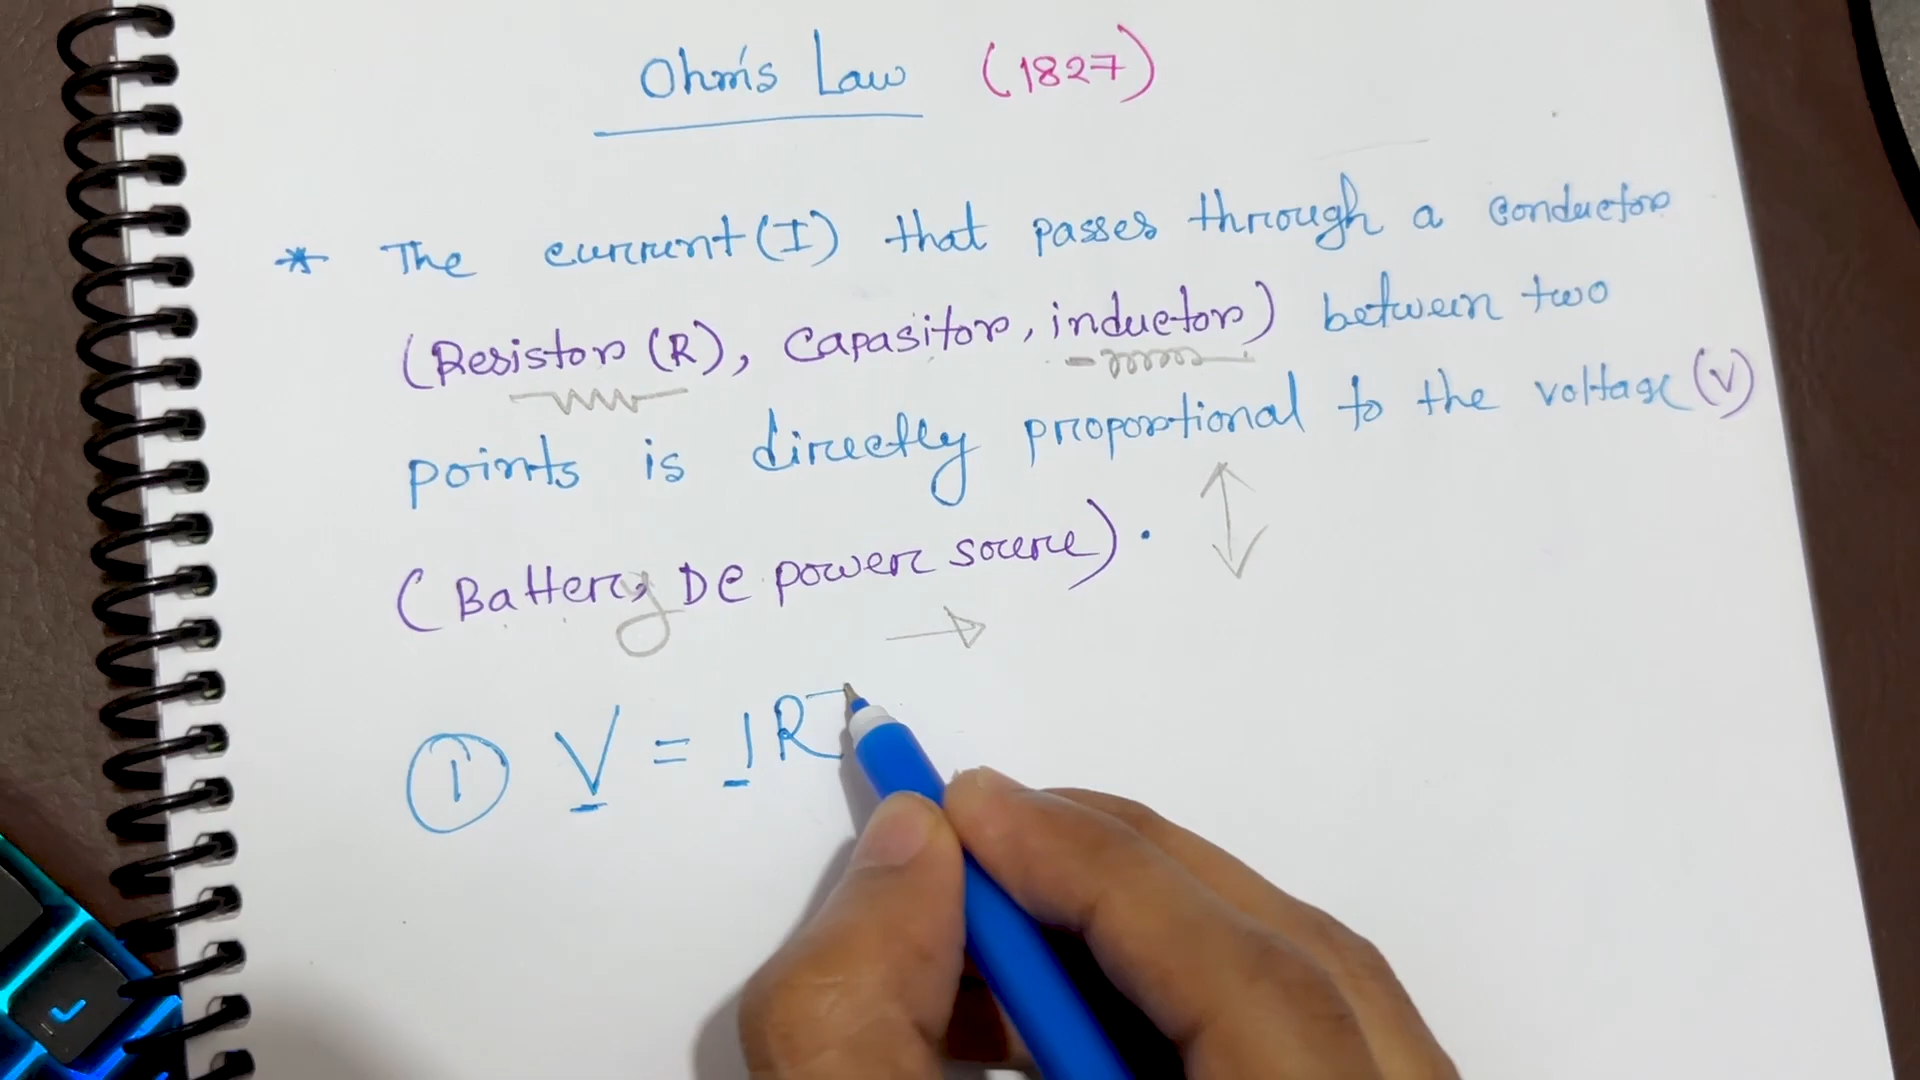 Ohm's Law (1827)
* The current (I) that passes through a conductor
(Resistor (R), Capasitor, inductor) between two
points is directly proportional to the voltage (V)
(Battery, DC power source).
① V = IR